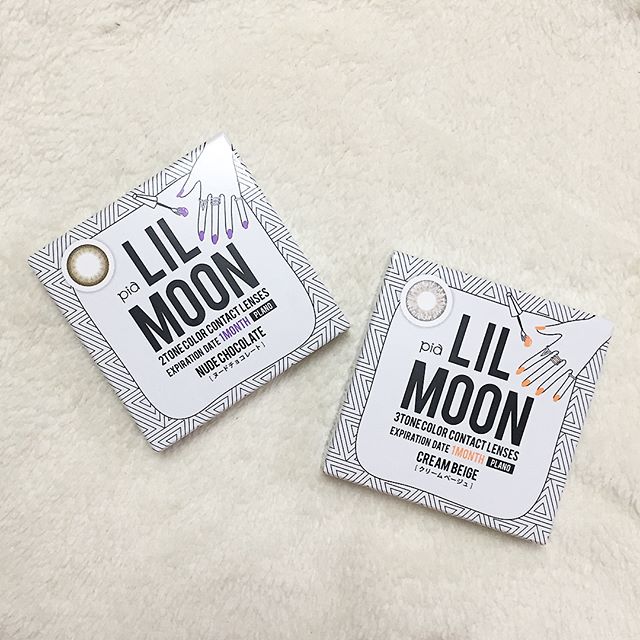 pia
LIL
MOON
2TONE COLOR CONTACT LENSES
EXPIRATION DATE 1MONTH PLANO
NUDE CHOCOLATE
[ヌードチョコレート]
pia
LIL
MOON
3TONE COLOR CONTACT LENSES
EXPIRATION DATE 1MONTH PLANO
CREAM BEIGE
[クリームベージュ]